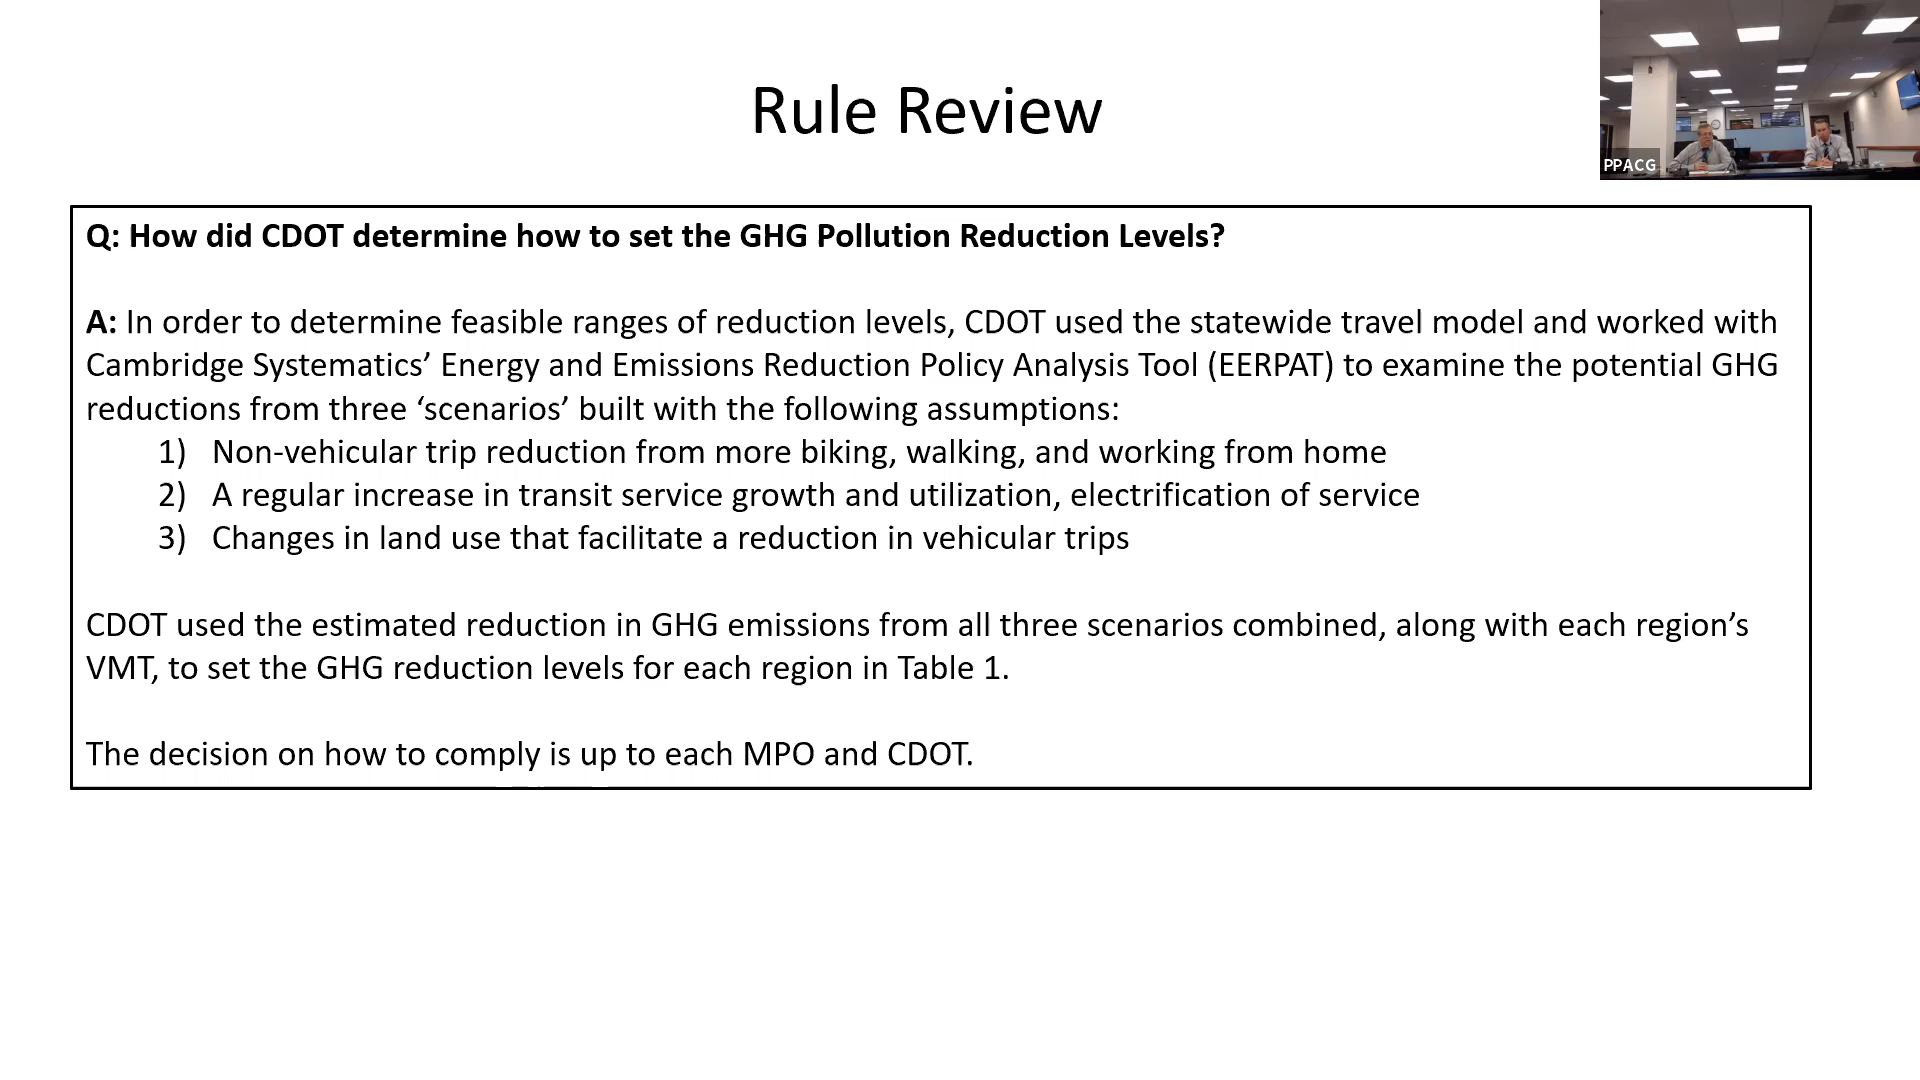 Rule Review
PPACG
Q: How did CDOT determine how to set the GHG Pollution Reduction Levels?
A: In order to determine feasible ranges of reduction levels, CDOT used the statewide travel model and worked with
Cambridge Systematics’ Energy and Emissions Reduction Policy Analysis Tool (EERPAT) to examine the potential GHG
reductions from three ‘scenarios’ built with the following assumptions:
1) Non-vehicular trip reduction from more biking, walking, and working from home
2) A regular increase in transit service growth and utilization, electrification of service
3) Changes in land use that facilitate a reduction in vehicular trips
CDOT used the estimated reduction in GHG emissions from all three scenarios combined, along with each region’s
VMT, to set the GHG reduction levels for each region in Table 1.
The decision on how to comply is up to each MPO and CDOT.